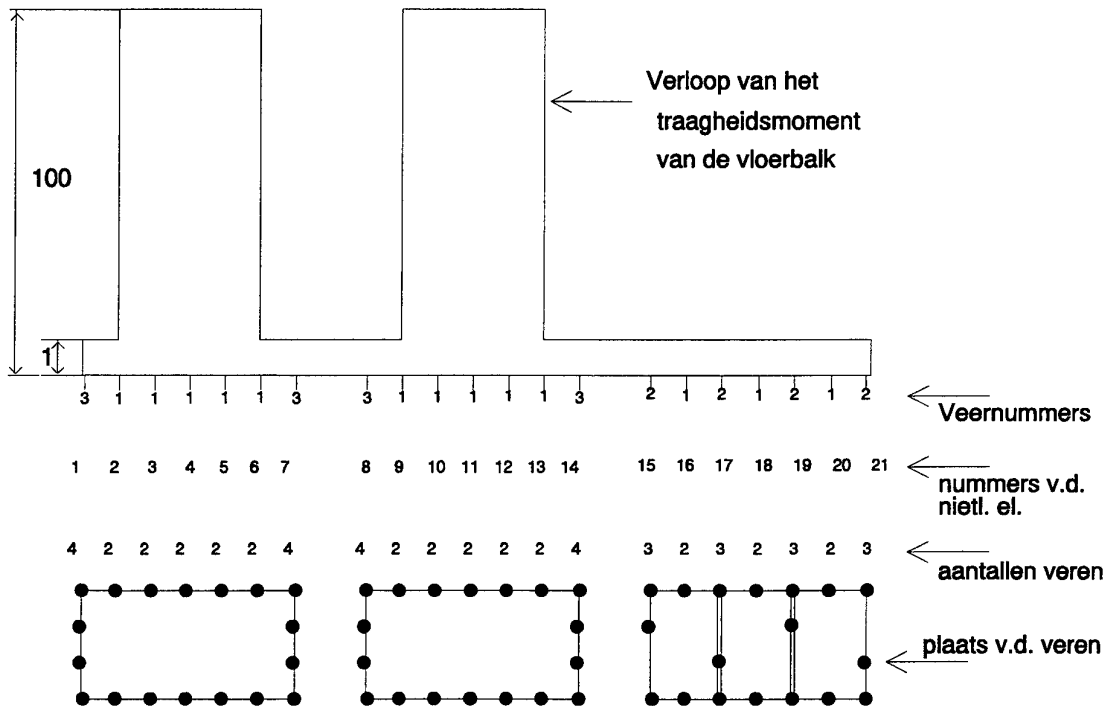 Verloop van het
traagheidsmoment
van de vloerbalk
100
1
3 1 1 1 1 1 3 3 1 1 1 1 1 3 2 1 2 1 2 1 2
Veernummers
1 2 3 4 5 6 7 8 9 10 11 12 13 14 15 16 17 18 19 20 21
nummers v.d.
nietl. el.
4 2 2 2 2 2 4 4 2 2 2 2 2 4 3 2 3 2 3 2 3
aantallen veren
plaats v.d. veren